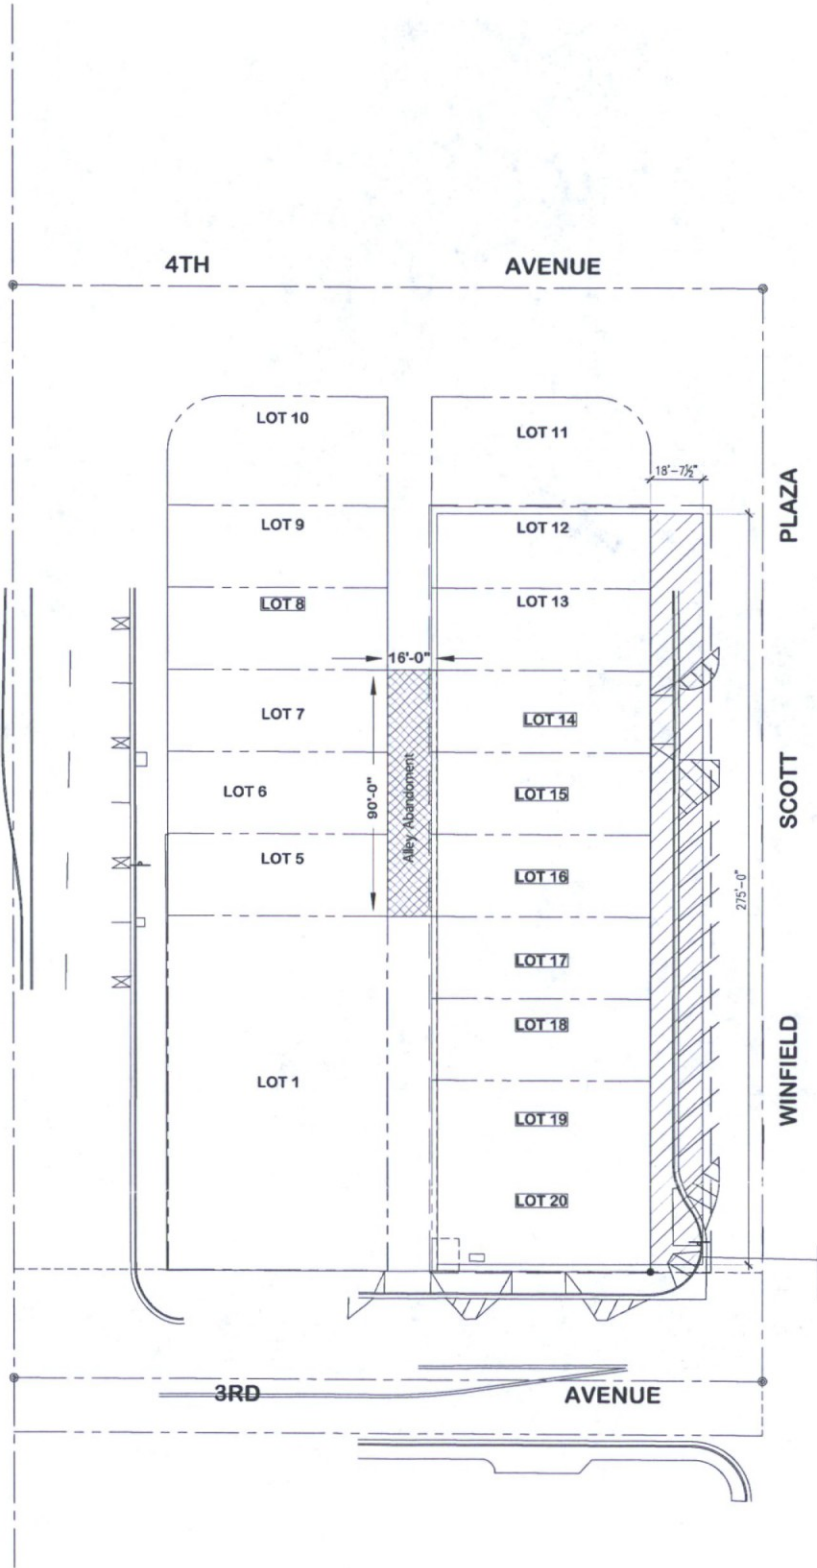 4TH AVENUE
LOT 10
LOT 11
18'-7½"
PLAZA
LOT 9
LOT 12
LOT 8
LOT 13
16'-0"
LOT 7
LOT 14
90'-0"
Alley Abandoment
SCOTT
LOT 6
LOT 15
LOT 5
LOT 16
275'-0"
LOT 17
LOT 18
WINFIELD
LOT 1
LOT 19
LOT 20
3RD AVENUE